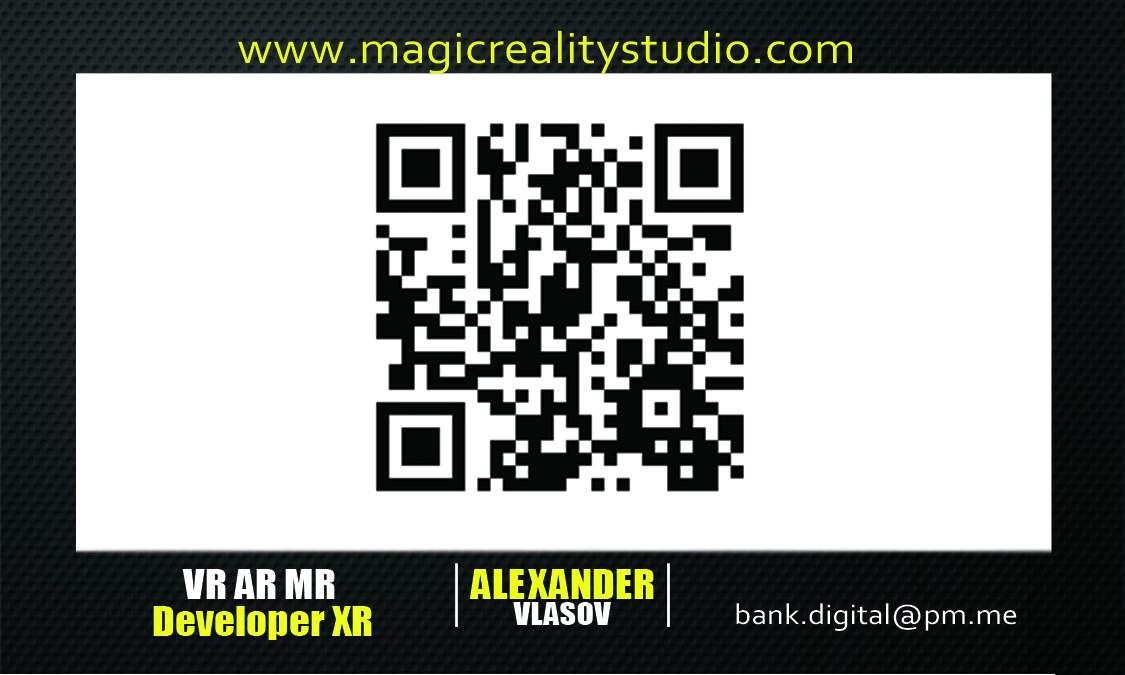 www.magicrealitystudio.com
VR AR MR
Developer XR
ALEXANDER
VLASOV
bank.digital@pm.me